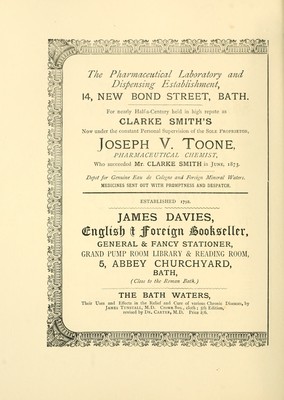 The Pharmaceutical Laboratory and
Dispensing Establishment,
14, NEW BOND STREET, BATH.
For nearly Half-a-Century held in high repute as
CLARKE SMITH'S
Now under the constant Personal Supervision of the SOLE PROPRIETOR,
JOSEPH V. TOONE,
PHARMACEUTICAL CHEMIST,
Who succeeded Mr. CLARKE SMITH in JUNE, 1873.
Depot for Genuine Eau de Cologne and Foreign Mineral Waters.
MEDICINES SENT OUT WITH PROMPTNESS AND DESPATCH.
ESTABLISHED 1792.
JAMES DAVIES,
English & Foreign Bookseller,
GENERAL & FANCY STATIONER,
GRAND PUMP ROOM LIBRARY & READING ROOM,
5, ABBEY CHURCHYARD,
BATH,
(Close to the Roman Bath.)
THE BATH WATERS,
Their Uses and Effects in the Relief and Cure of various Chronic Diseases, by
JAMES TUNSTALL, M.D. CROWN 8vo., cloth; 5th Edition,
revised by DR. CARTER, M.D. PRICE 2/6.